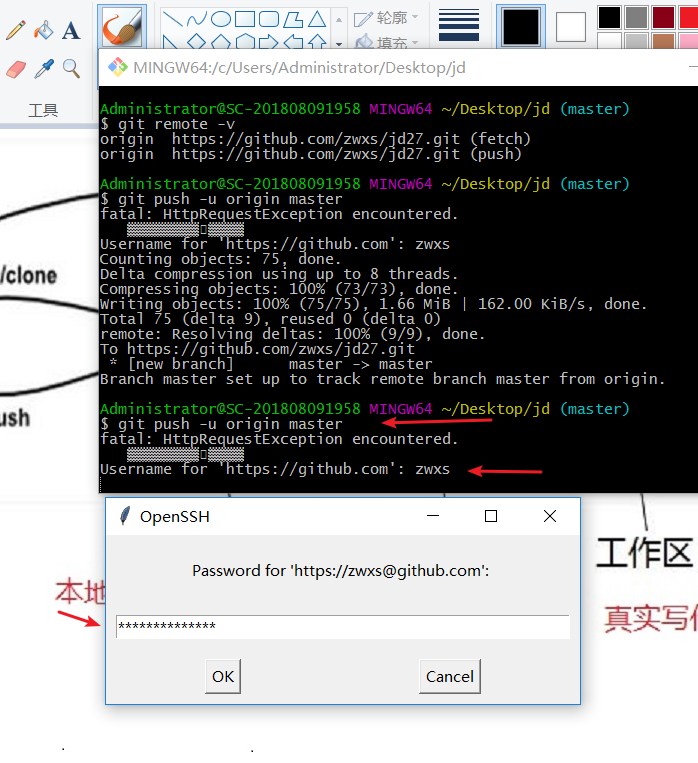 A
轮廓
填充
工具
MINGW64:/c/Users/Administrator/Desktop/jd
Administrator@SC-201808091958 MINGW64 ~/Desktop/jd (master)
$ git remote -v
origin  https://github.com/zwxs/jd27.git (fetch)
origin  https://github.com/zwxs/jd27.git (push)
Administrator@SC-201808091958 MINGW64 ~/Desktop/jd (master)
$ git push -u origin master
fatal: HttpRequestException encountered.
Username for 'https://github.com': zwxs
Counting objects: 75, done.
Delta compression using up to 8 threads.
Compressing objects: 100% (73/73), done.
Writing objects: 100% (75/75), 1.66 MiB | 162.00 KiB/s, done.
Total 75 (delta 9), reused 0 (delta 0)
remote: Resolving deltas: 100% (9/9), done.
To https://github.com/zwxs/jd27.git
 * [new branch]      master -> master
Branch master set up to track remote branch master from origin.
Administrator@SC-201808091958 MINGW64 ~/Desktop/jd (master)
$ git push -u origin master
fatal: HttpRequestException encountered.
Username for 'https://github.com': zwxs
/clone
ush
OpenSSH
Password for 'https://zwxs@github.com':
**************
OK
Cancel
工作区
本地
真实写